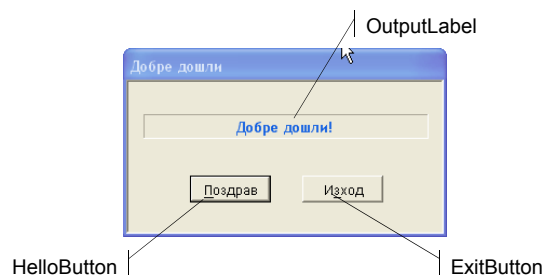 OutputLabel
Добре дошли
Добре дошли!
Поздрав Изход
HelloButton ExitButton